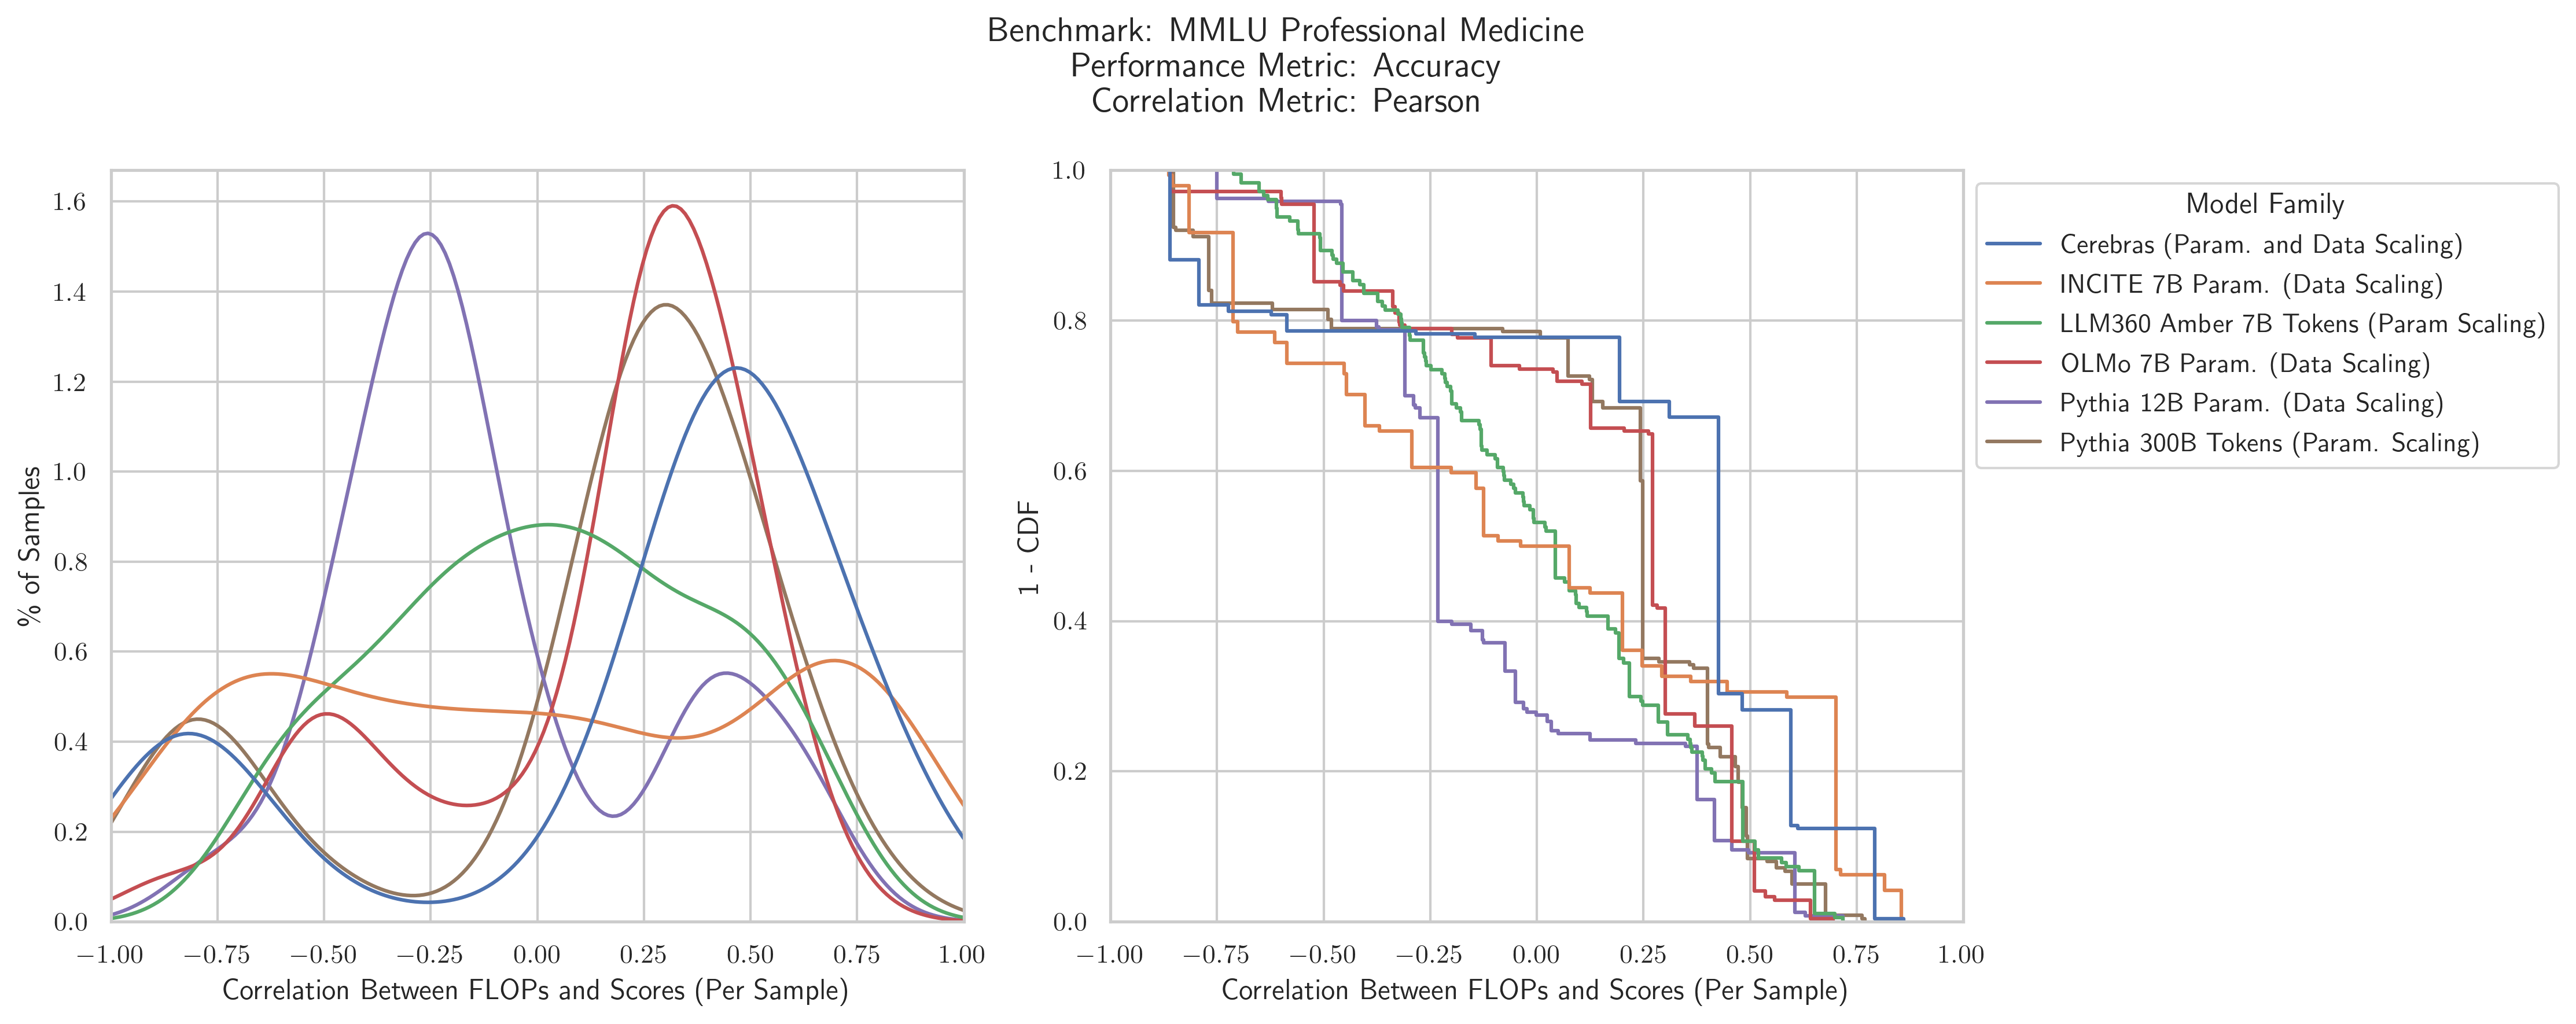 Benchmark: MMLU Professional Medicine
Performance Metric: Accuracy
Correlation Metric: Pearson
% of Samples
1.6
1.4
1.2
1.0
0.8
0.6
0.4
0.2
0.0
−1.00 −0.75 −0.50 −0.25 0.00 0.25 0.50 0.75 1.00
Correlation Between FLOPs and Scores (Per Sample)
1 - CDF
1.0
0.8
0.6
0.4
0.2
0.0
−1.00 −0.75 −0.50 −0.25 0.00 0.25 0.50 0.75 1.00
Correlation Between FLOPs and Scores (Per Sample)
Model Family
Cerebras (Param. and Data Scaling)
INCITE 7B Param. (Data Scaling)
LLM360 Amber 7B Tokens (Param Scaling)
OLMo 7B Param. (Data Scaling)
Pythia 12B Param. (Data Scaling)
Pythia 300B Tokens (Param. Scaling)